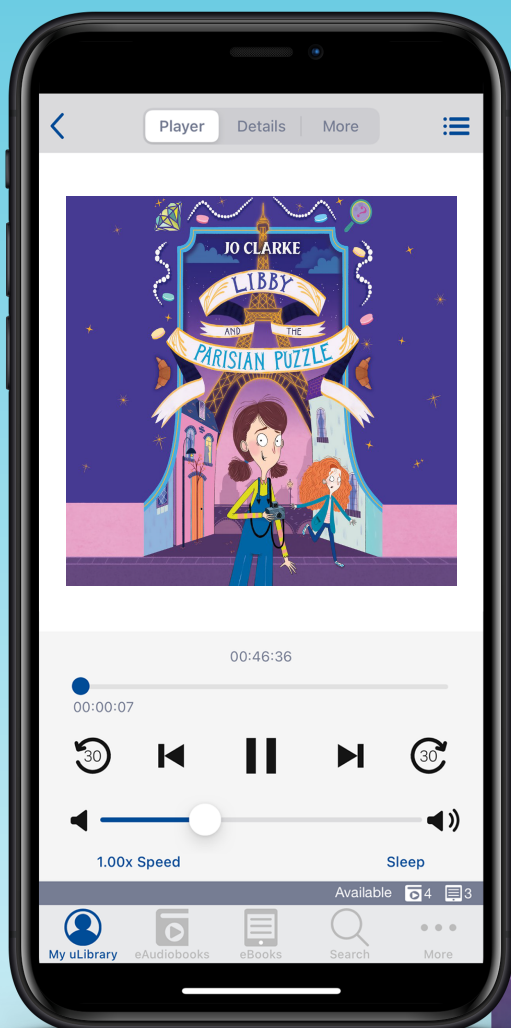 Player Details More
JO CLARKE
LIBBY
AND THE
PARISIAN PUZZLE
00:46:36
00:00:07
30 30
1.00x Speed Sleep
Available 4 3
My uLibrary eAudiobooks eBooks Search More